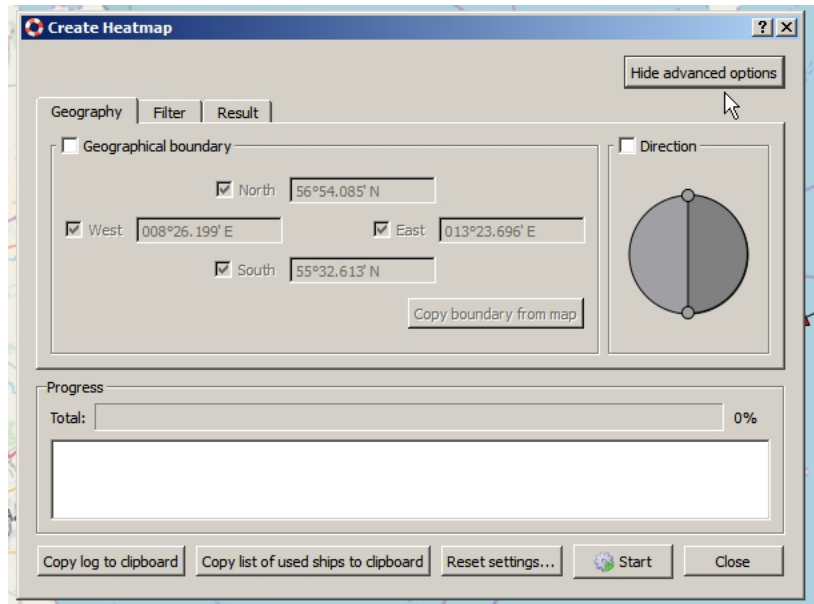 Create Heatmap
Hide advanced options
Geography Filter Result
Geographical boundary
Direction
North 56°54.085' N
West 008°26.199' E East 013°23.696' E
South 55°32.613' N
Copy boundary from map
Progress
Total: 0%
Copy log to clipboard Copy list of used ships to clipboard Reset settings... Start Close